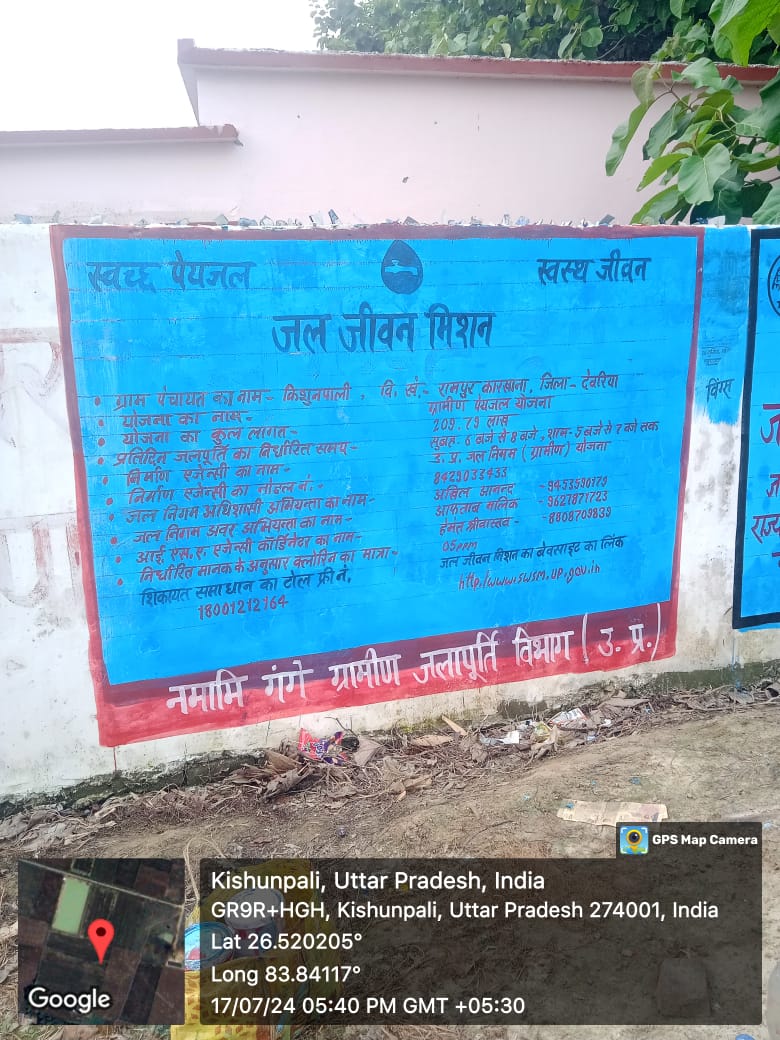 स्वच्छ पेयजल
स्वस्थ जीवन
जल जीवन मिशन
• ग्राम पंचायत का नाम- किशुनपाली , वि. खं.- रामपुर कारखाना, जिला- देवरिया
• योजना का नाम- ग्रामीण पेयजल योजना
• योजना का कुल लागत- 209.79 लाख
• प्रतिदिन जलपूर्ति का निर्धारित समय- सुबह- 6 बजे से 8 बजे , शाम- 5 बजे से 7 बजे तक
• निर्माण एजेन्सी का नाम- उ. प्र. जल निगम (ग्रामीण) योजना
• निर्माण एजेन्सी का नोडल नं.- 8429033433
• जल निगम अधिशासी अभियन्ता का नाम- अखिल आनन्द -9453590179
• जल निगम अवर अभियन्ता का नाम- आफताब मलिक -9621871723
• आई. एस. ए. एजेन्सी कॉर्डिनेटर का नाम- हेमंत श्रीवास्तव- -8808709839
• निर्धारित मानक के अनुसार क्लोरिन का मात्रा- 05ppm
शिकायत समाधान का टोल फ्री नं. जल जीवन मिशन का बेवसाइट का लिंक
18001212164 http:/www.swsm.up.gov.in
नमामि गंगे ग्रामीण जलापूर्ति विभाग (उ. प्र.)
GPS Map Camera
Kishunpali, Uttar Pradesh, India
GR9R+HGH, Kishunpali, Uttar Pradesh 274001, India
Lat 26.520205°
Long 83.84117°
17/07/24 05:40 PM GMT +05:30
Google